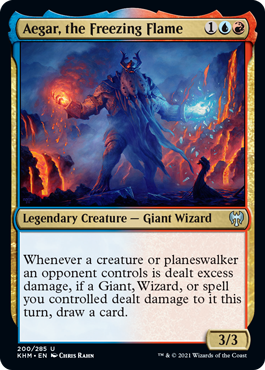 Aegar, the Freezing Flame 1
Legendary Creature — Giant Wizard
Whenever a creature or planeswalker
an opponent controls is dealt excess
damage, if a Giant, Wizard, or spell
you controlled dealt damage to it this
turn, draw a card.
3/3
200/285 U
KHM • EN Chris Rahn
™ & © 2021 Wizards of the Coast